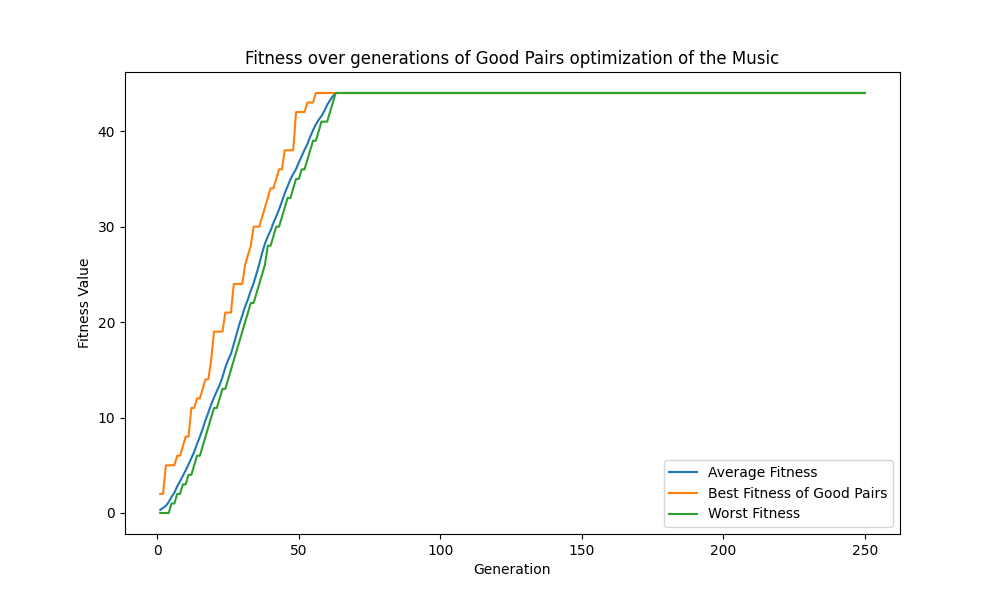 Fitness over generations of Good Pairs optimization of the Music
Fitness Value
40
30
20
10
0
0 50 100 150 200 250
Generation
Average Fitness
Best Fitness of Good Pairs
Worst Fitness